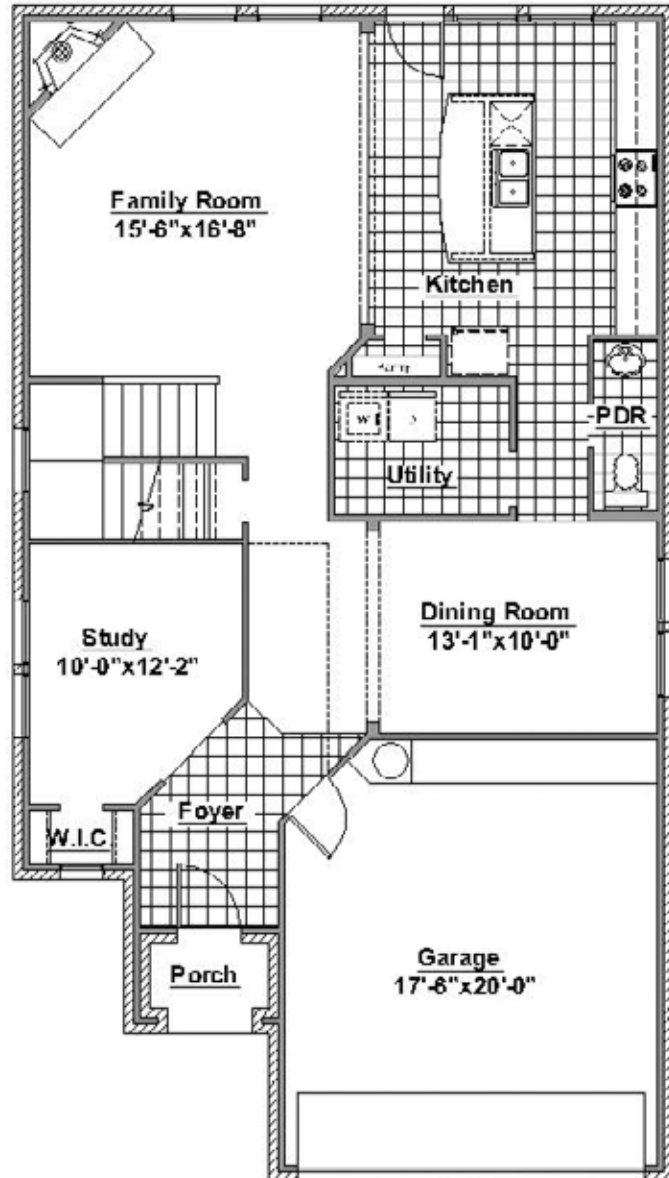 Family Room
15'-6"x16'-8"
Kitchen
PDR
W
Utility
Study
10'-0"x12'-2"
Dining Room
13'-1"x10'-0"
W.I.C.
Foyer
Porch
Garage
17'-6"x20'-0"